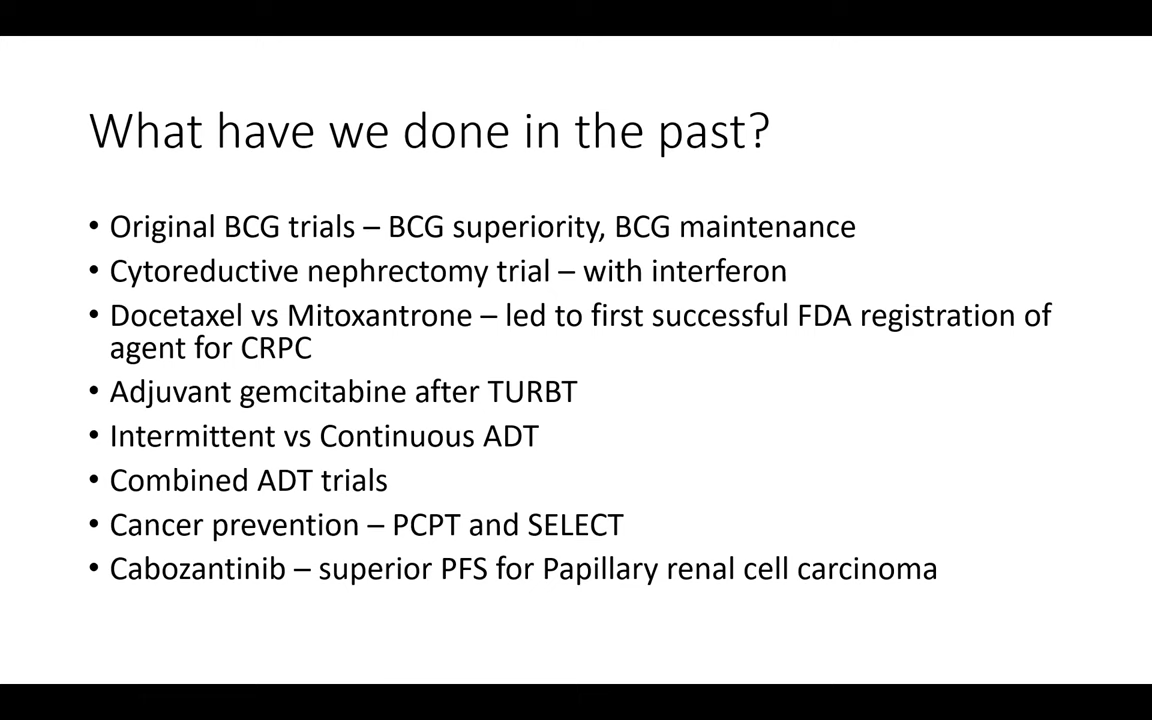 What have we done in the past?
• Original BCG trials – BCG superiority, BCG maintenance
• Cytoreductive nephrectomy trial – with interferon
• Docetaxel vs Mitoxantrone – led to first successful FDA registration of
agent for CRPC
• Adjuvant gemcitabine after TURBT
• Intermittent vs Continuous ADT
• Combined ADT trials
• Cancer prevention – PCPT and SELECT
• Cabozantinib – superior PFS for Papillary renal cell carcinoma